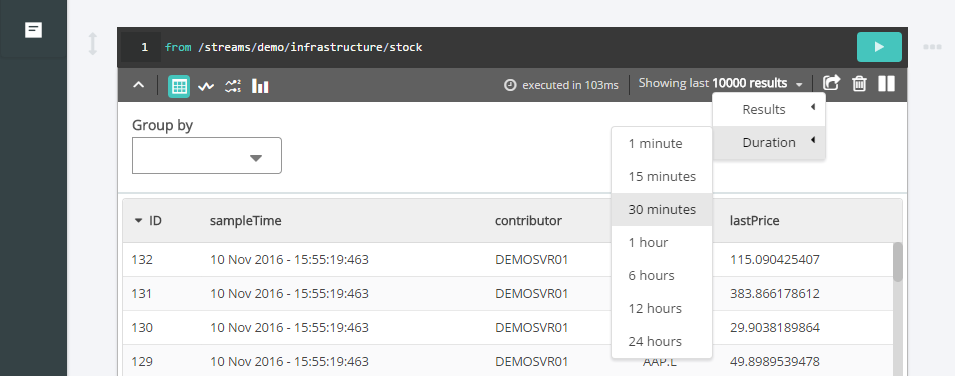 1 from /streams/demo/infrastructure/stock
executed in 103ms
Showing last 10000 results
Results
Duration
1 minute
15 minutes
30 minutes
1 hour
6 hours
12 hours
24 hours
Group by
ID sampleTime contributor lastPrice
132 10 Nov 2016 - 15:55:19:463 DEMOSVR01 115.090425407
131 10 Nov 2016 - 15:55:19:463 DEMOSVR01 383.866178612
130 10 Nov 2016 - 15:55:19:463 DEMOSVR01 29.9038189864
129 10 Nov 2016 - 15:55:19:463 DEMOSVR01 AAP.L 49.8989539478